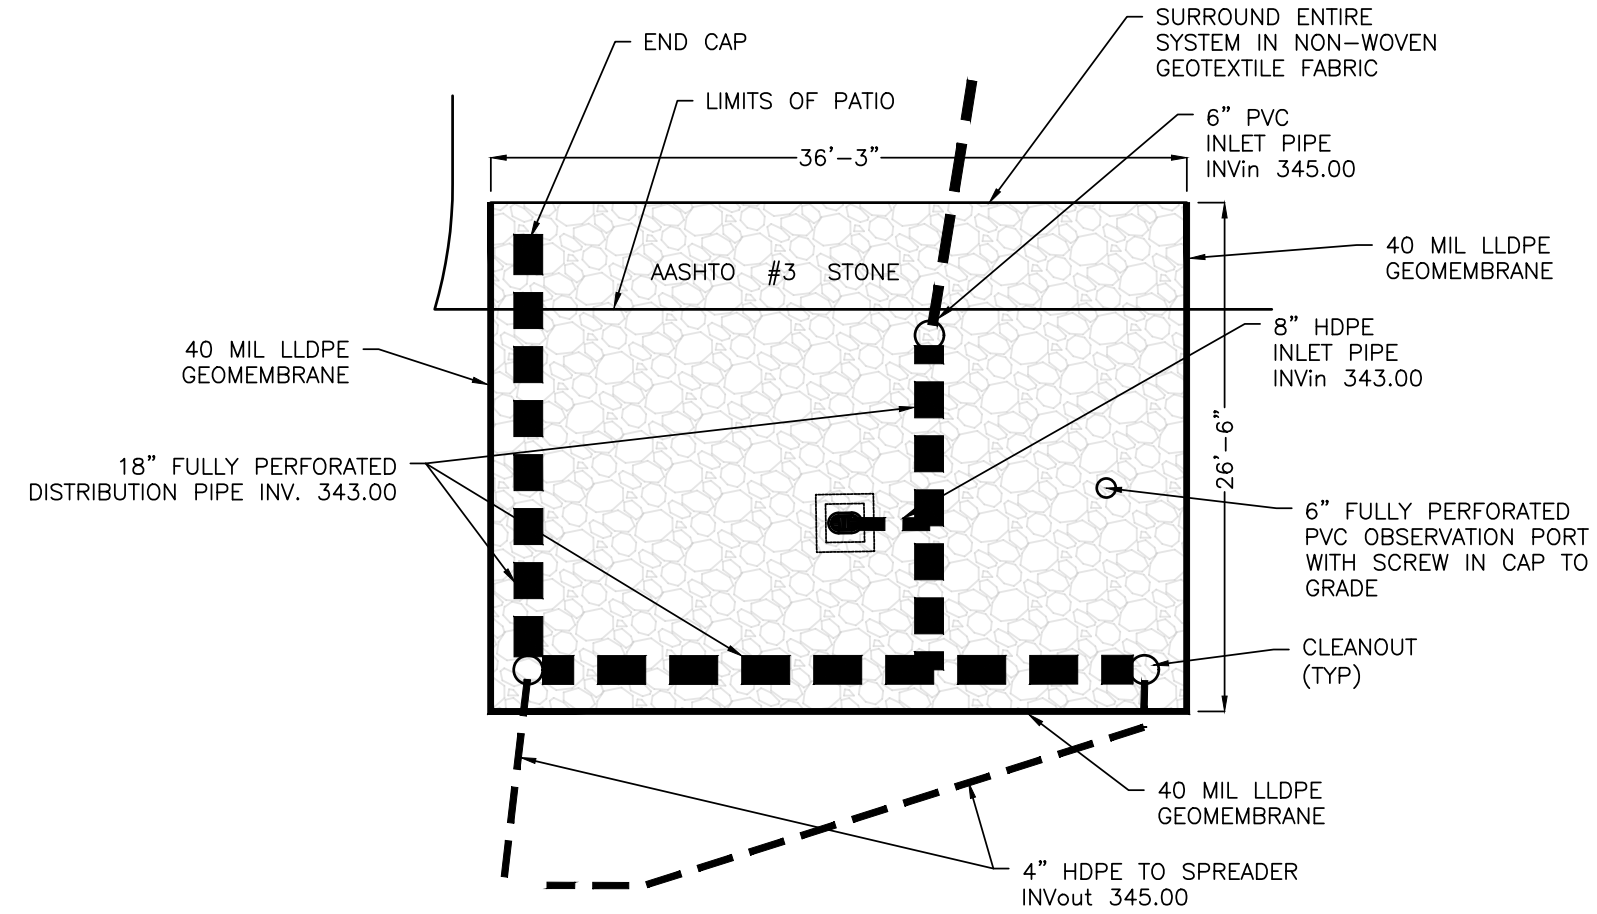 END CAP
LIMITS OF PATIO
SURROUND ENTIRE
SYSTEM IN NON-WOVEN
GEOTEXTILE FABRIC
6" PVC
INLET PIPE
INVin 345.00
36'-3"
40 MIL LLDPE
GEOMEMBRANE
AASHTO #3 STONE
8" HDPE
INLET PIPE
INVin 343.00
40 MIL LLDPE
GEOMEMBRANE
26'-6"
18" FULLY PERFORATED
DISTRIBUTION PIPE INV. 343.00
6" FULLY PERFORATED
PVC OBSERVATION PORT
WITH SCREW IN CAP TO
GRADE
CLEANOUT
(TYP)
40 MIL LLDPE
GEOMEMBRANE
4" HDPE TO SPREADER
INVout 345.00